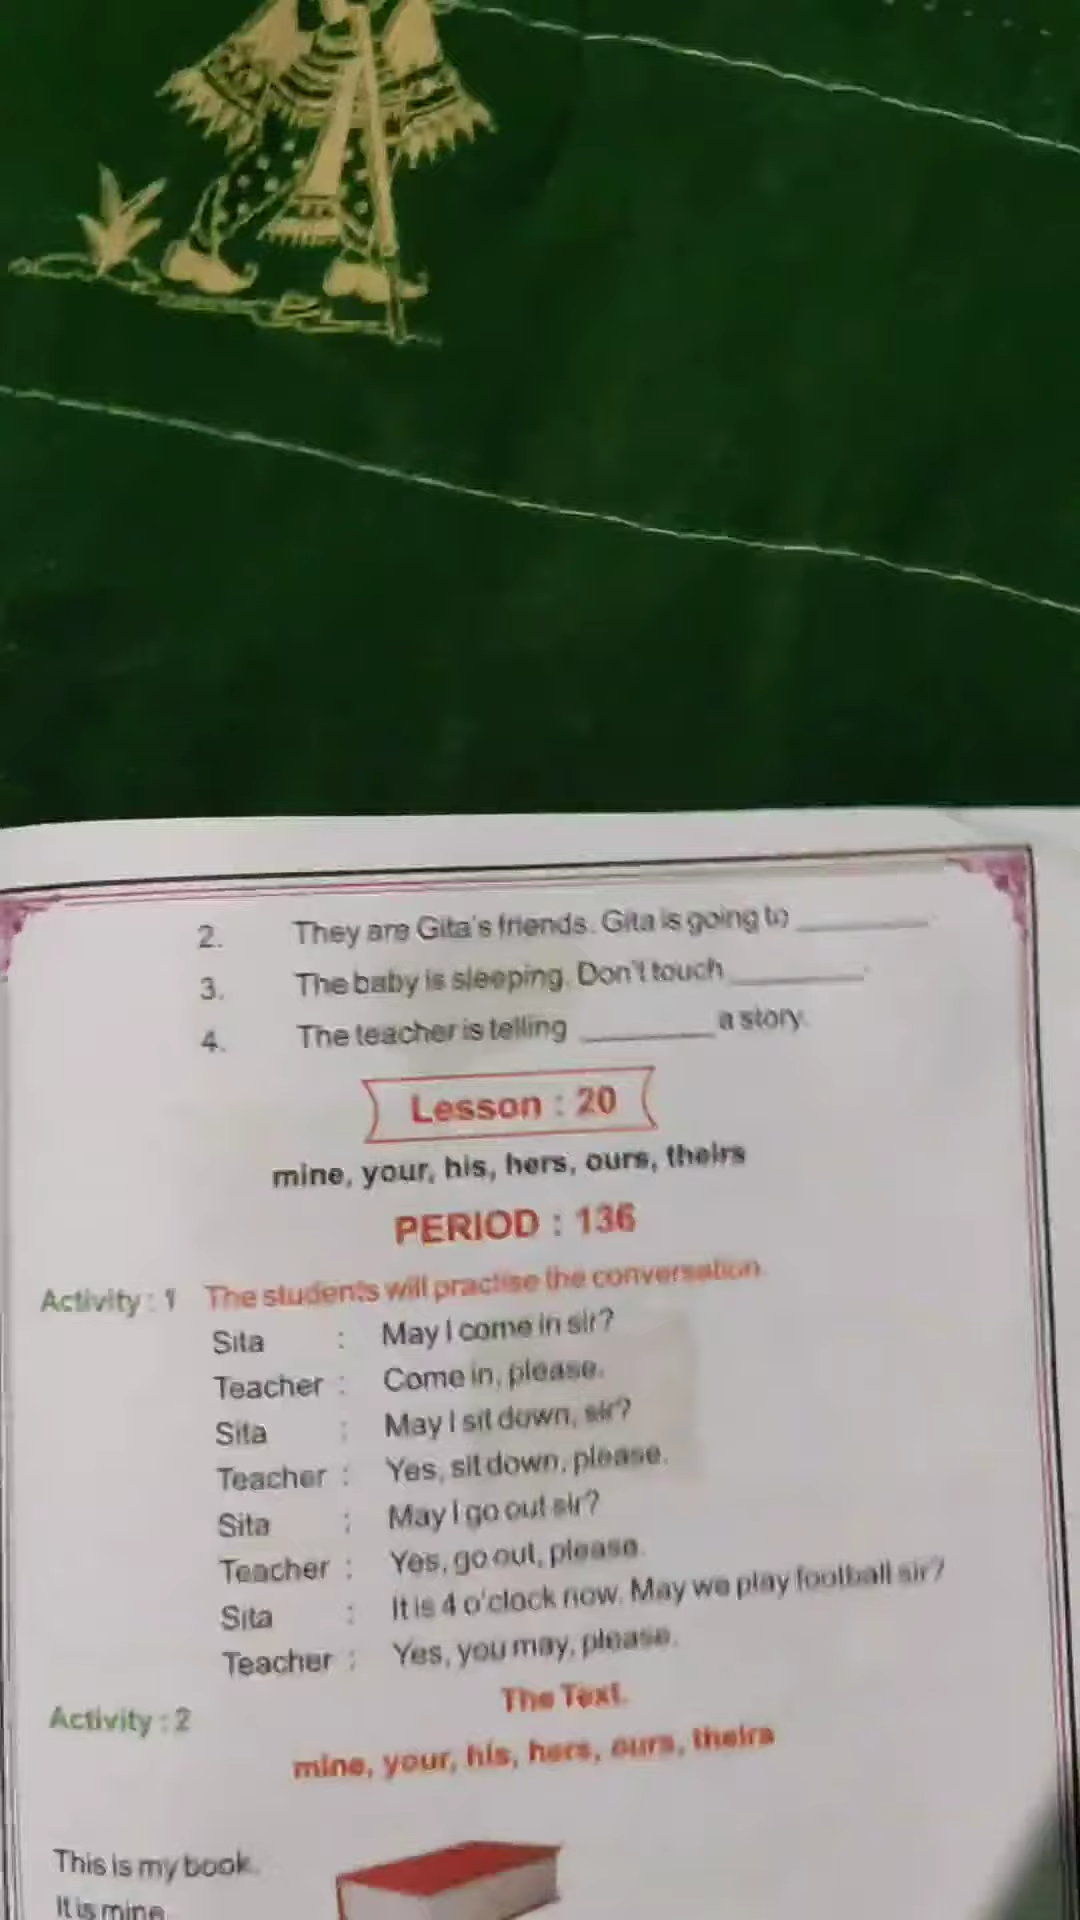 2. They are Gita's friends. Gita is going to ________.
3. The baby is sleeping. Don't touch ________.
4. The teacher is telling ________ a story.
Lesson : 20
mine, your, his, hers, ours, theirs
PERIOD : 136
Activity : 1 The students will practise the conversation.
Sita : May I come in sir?
Teacher : Come in, please.
Sita : May I sit down, sir?
Teacher : Yes, sit down, please.
Sita : May I go out sir?
Teacher : Yes, go out, please.
Sita : It is 4 o'clock now. May we play football sir?
Teacher : Yes, you may, please.
Activity : 2 The Text.
mine, your, his, hers, ours, theirs
This is my book.
It is mine.